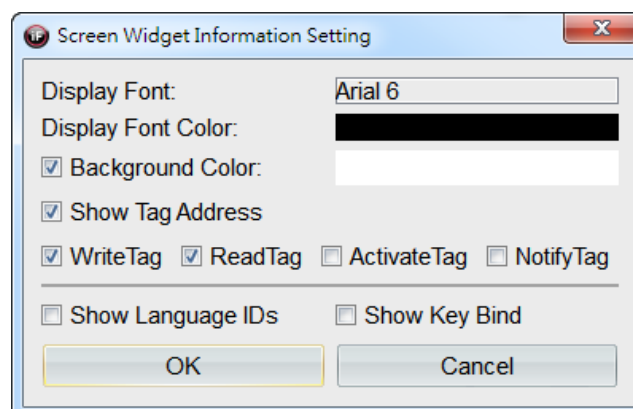 iF Screen Widget Information Setting
Display Font: Arial 6
Display Font Color:
Background Color:
Show Tag Address
WriteTag ReadTag ActivateTag NotifyTag
Show Language IDs Show Key Bind
OK Cancel